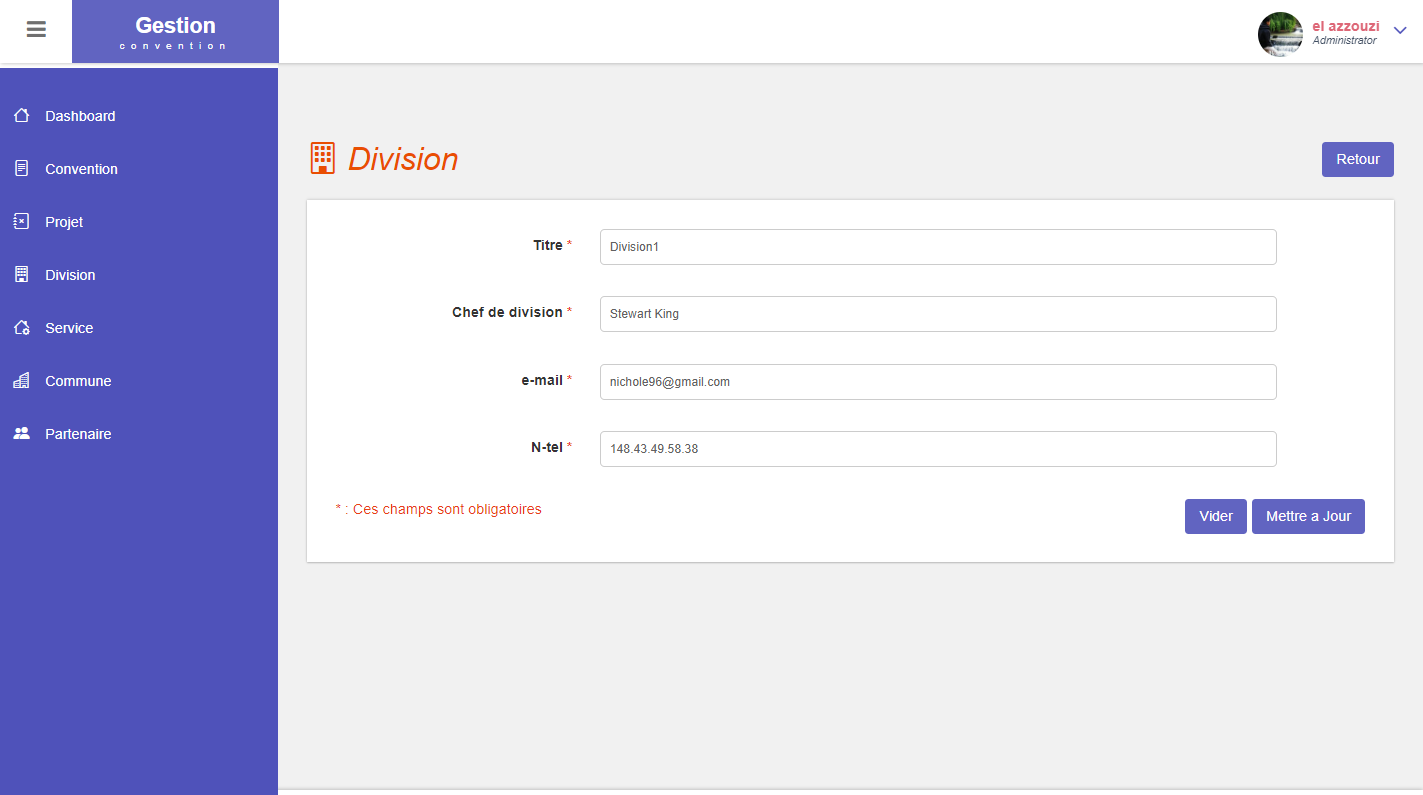 Gestion
convention
el azzouzi
Administrator
Dashboard
Convention
Projet
Division
Service
Commune
Partenaire
Division
Retour
Titre *
Division1
Chef de division *
Stewart King
e-mail *
nichole96@gmail.com
N-tel *
148.43.49.58.38
* : Ces champs sont obligatoires
Vider
Mettre a Jour